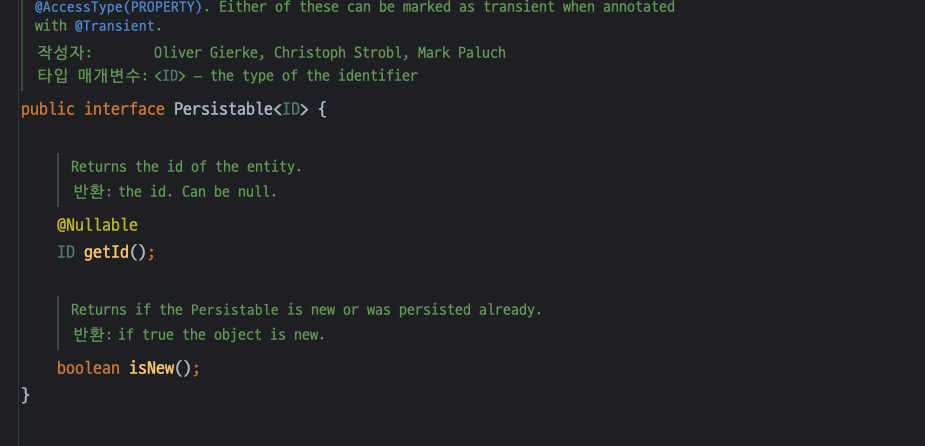 @AccessType(PROPERTY). Either of these can be marked as transient when annotated
with @Transient.
작성자: Oliver Gierke, Christoph Strobl, Mark Paluch
타입 매개변수: <ID> – the type of the identifier
public interface Persistable<ID> {
Returns the id of the entity.
반환: the id. Can be null.
@Nullable
ID getId();
Returns if the Persistable is new or was persisted already.
반환: if true the object is new.
boolean isNew();
}